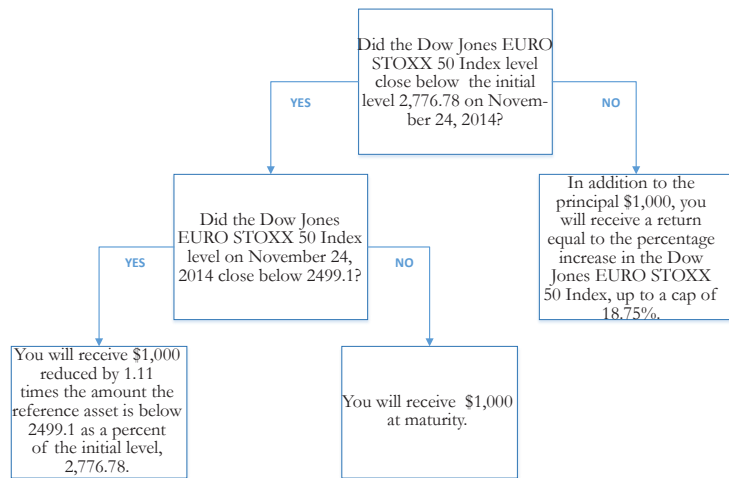 Did the Dow Jones EURO
STOXX 50 Index level
close below the initial
level 2,776.78 on Novem-
ber 24, 2014?
YES
NO
Did the Dow Jones
EURO STOXX 50 Index
level on November 24,
2014 close below 2499.1?
In addition to the
principal $1,000, you
will receive a return
equal to the percentage
increase in the Dow
Jones EURO STOXX
50 Index, up to a cap of
18.75%.
YES
NO
You will receive $1,000
reduced by 1.11
times the amount the
reference asset is below
2499.1 as a percent
of the initial level,
2,776.78.
You will receive $1,000
at maturity.